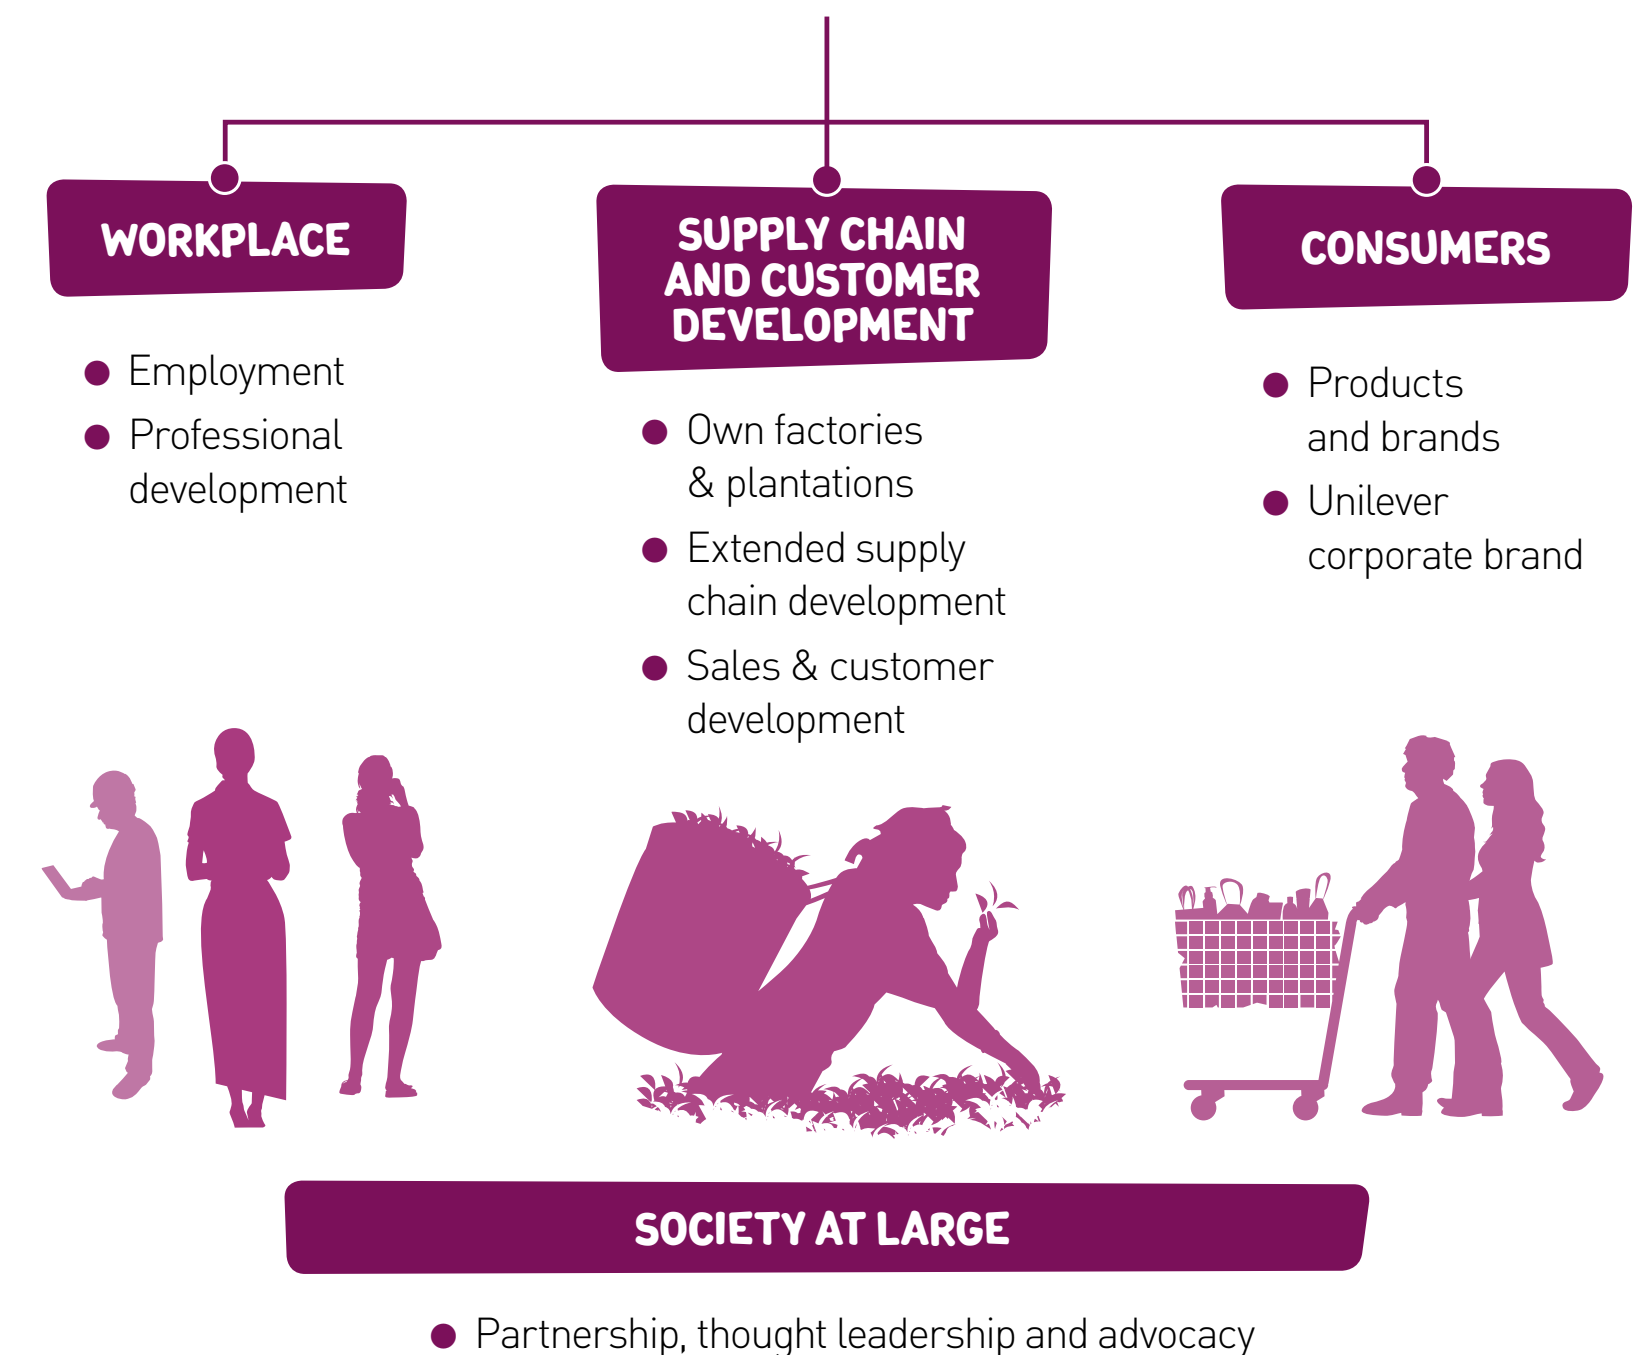 WORKPLACE
● Employment
● Professional
development
SUPPLY CHAIN
AND CUSTOMER
DEVELOPMENT
● Own factories
& plantations
● Extended supply
chain development
● Sales & customer
development
CONSUMERS
● Products
and brands
● Unilever
corporate brand
SOCIETY AT LARGE
● Partnership, thought leadership and advocacy